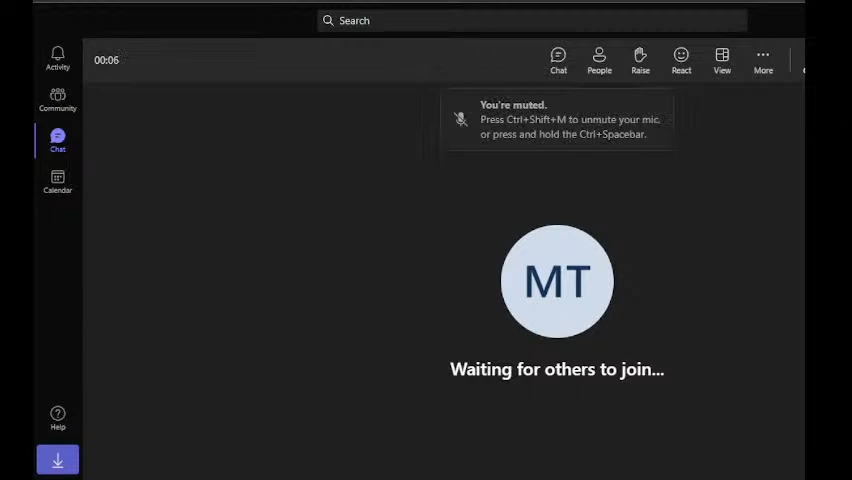 Search
Activity
Community
Chat
Calendar
Help
00:06
Chat
People
Raise
React
View
More
You're muted.
Press Ctrl+Shift+M to unmute your mic.
or press and hold the Ctrl+Spacebar.
MT
Waiting for others to join...